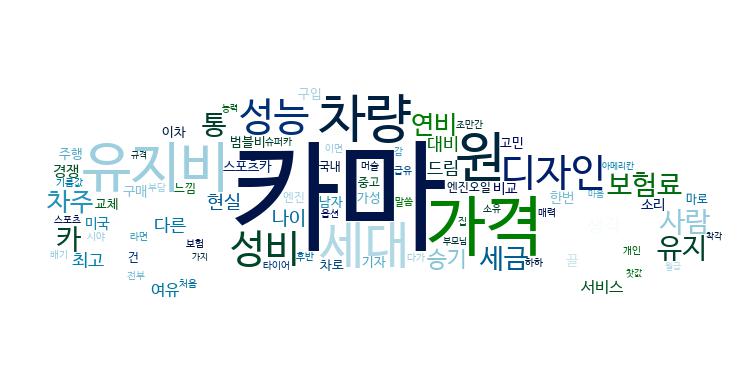 구입
능력
통 성능 차량 연비 조만간
이차
범블비 슈퍼카 이면 갑 대비 고민
주행 규격 원
경쟁 유지비 스포츠카 국내 머슬 급유 드림 디자인 아메리칸
기름값 구매 부담 느낌 카마 중고 엔진오일 비교 보험료
차주 교체 현실 엔진 남자 가성 말씀 한번 마음
스포츠 미국 다른 나이 옵션 가격 소유 매력 소리 마로
카 시야 라면 성비 세대 집 사람
보험 부모님 개인 유지 착각
배기 최고 건 가지 후반 다가 승기 세금 꼴
타이어 차로 기자 하하 월급
전부 여유 처음 찻값
서비스